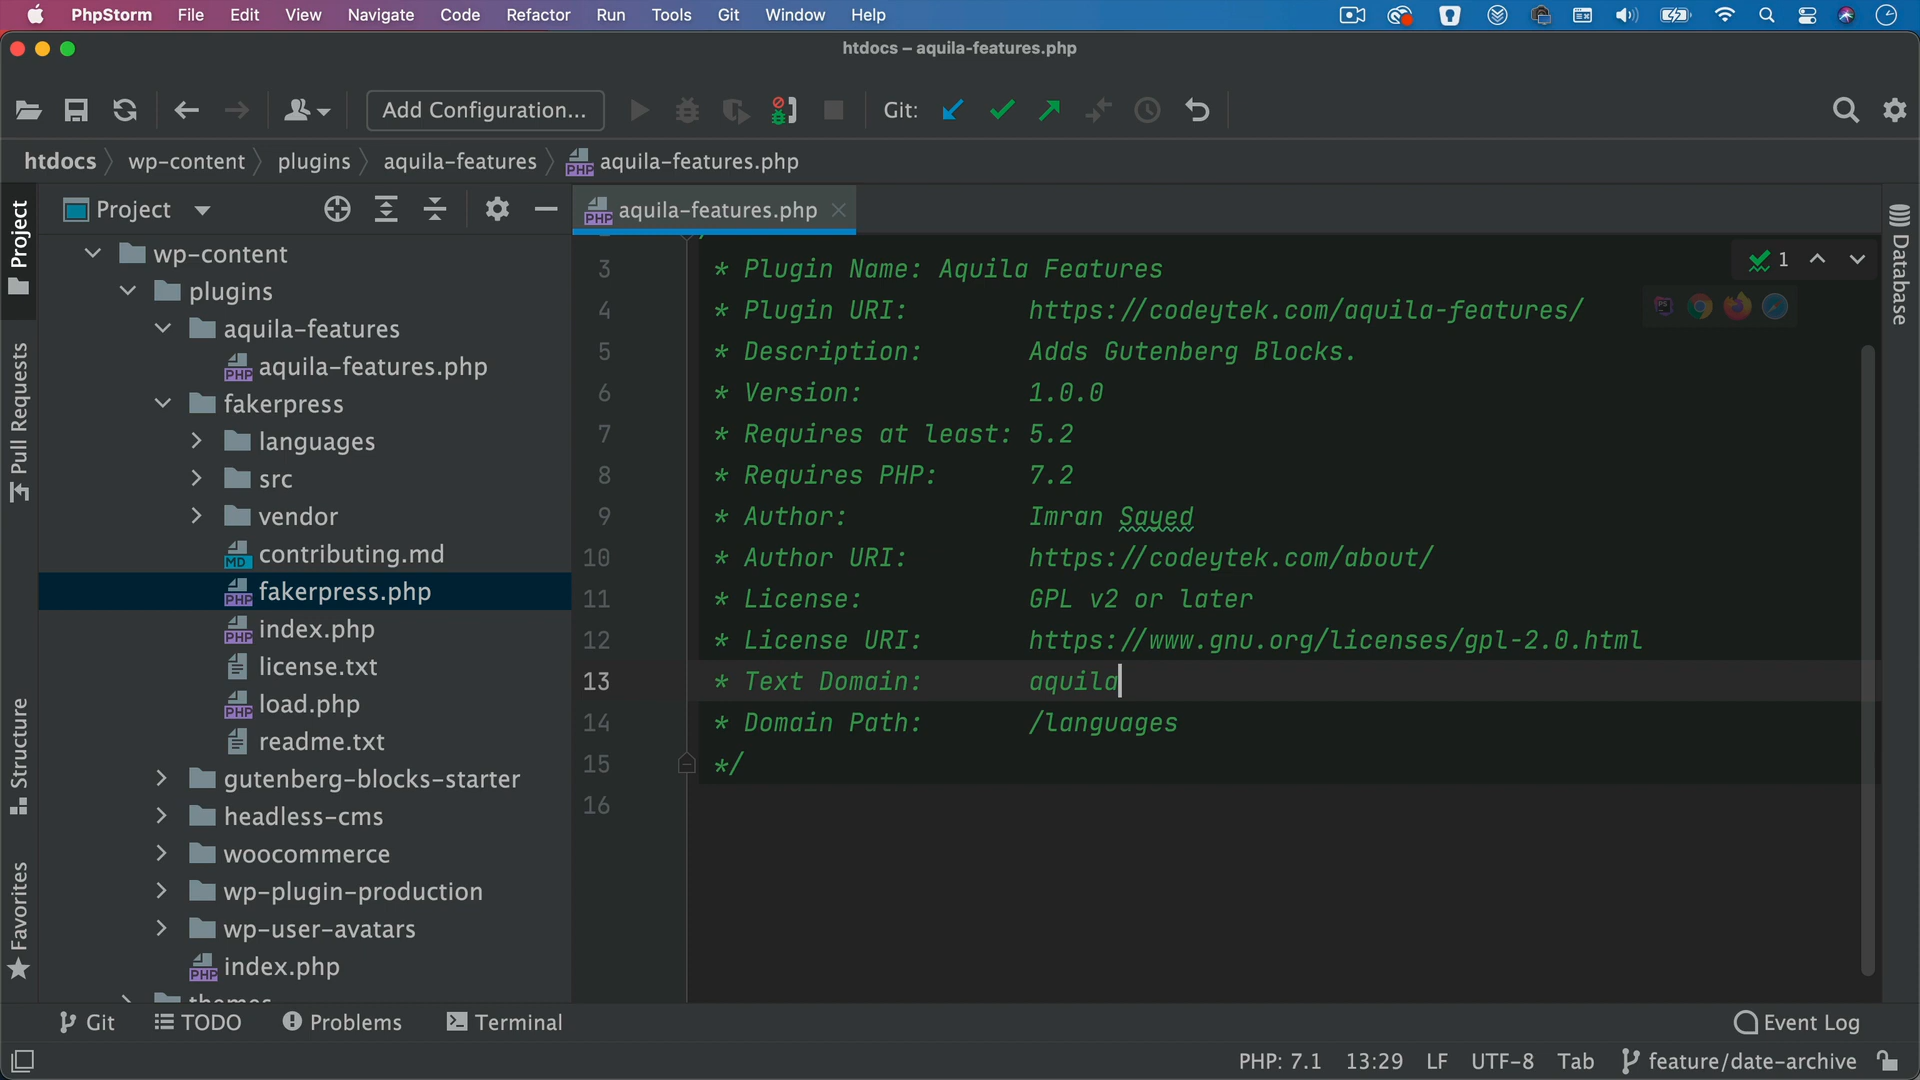 PhpStorm File Edit View Navigate Code Refactor Run Tools Git Window Help
htdocs – aquila-features.php
Add Configuration... Git:
htdocs wp-content plugins aquila-features aquila-features.php
Project
Project
Pull Requests
Structure
Favorites
wp-content
plugins
aquila-features
aquila-features.php
fakerpress
languages
src
vendor
contributing.md
fakerpress.php
index.php
license.txt
load.php
readme.txt
gutenberg-blocks-starter
headless-cms
woocommerce
wp-plugin-production
wp-user-avatars
index.php
themes
aquila-features.php
1
3 * Plugin Name: Aquila Features
4 * Plugin URI: https://codeytek.com/aquila-features/
5 * Description: Adds Gutenberg Blocks.
6 * Version: 1.0.0
7 * Requires at least: 5.2
8 * Requires PHP: 7.2
9 * Author: Imran Sayed
10 * Author URI: https://codeytek.com/about/
11 * License: GPL v2 or later
12 * License URI: https://www.gnu.org/licenses/gpl-2.0.html
13 * Text Domain: aquila
14 * Domain Path: /languages
15 */
16
Database
Git TODO Problems Terminal Event Log
PHP: 7.1 13:29 LF UTF-8 Tab feature/date-archive